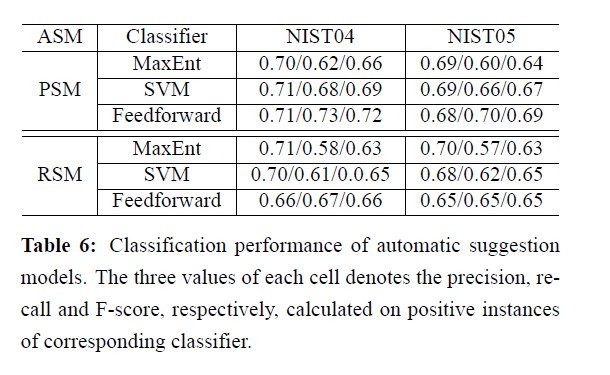 ASM Classifier NIST04 NIST05
MaxEnt 0.70/0.62/0.66 0.69/0.60/0.64
PSM SVM 0.71/0.68/0.69 0.69/0.66/0.67
Feedforward 0.71/0.73/0.72 0.68/0.70/0.69
MaxEnt 0.71/0.58/0.63 0.70/0.57/0.63
RSM SVM 0.70/0.61/0.0.65 0.68/0.62/0.65
Feedforward 0.66/0.67/0.66 0.65/0.65/0.65
Table 6: Classification performance of automatic suggestion
models. The three values of each cell denotes the precision, re-
call and F-score, respectively, calculated on positive instances
of corresponding classifier.